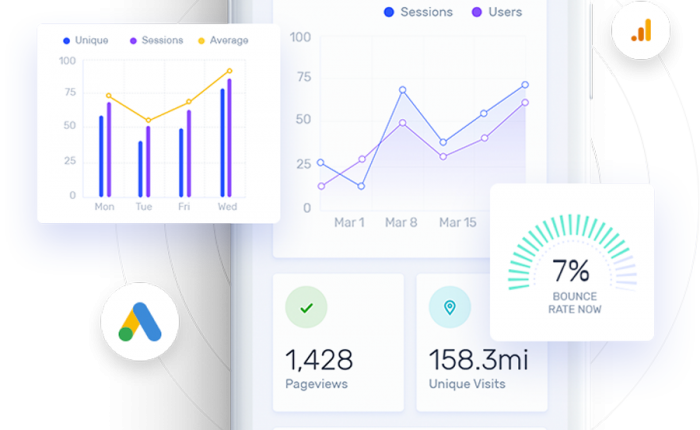 Unique Sessions Average
100
75
50
25
0
Mon Tue Fri Wed
Sessions Users
100
75
50
25
0
Mar 1 Mar 8 Mar 15
7%
BOUNCE
RATE NOW
1,428
Pageviews
158.3mi
Unique Visits